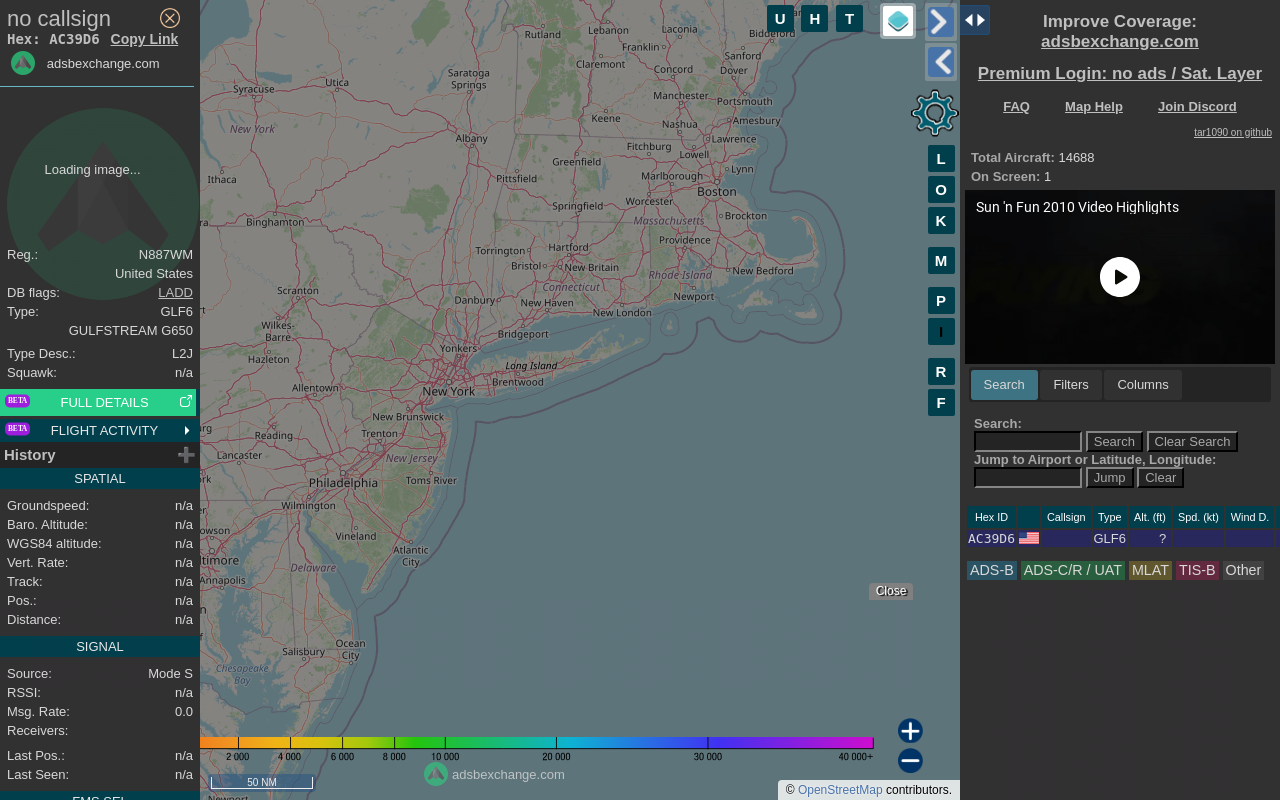 no callsign
Hex: AC39D6 Copy Link
adsbexchange.com
Loading image...
Reg.: N887WM
United States
DB flags: LADD
Type: GLF6
GULFSTREAM G650
Type Desc.: L2J
Squawk: n/a
BETA FULL DETAILS
BETA FLIGHT ACTIVITY
History
SPATIAL
Groundspeed: n/a
Baro. Altitude: n/a
WGS84 altitude: n/a
Vert. Rate: n/a
Track: n/a
Pos.: n/a
Distance: n/a
SIGNAL
Source: Mode S
RSSI: n/a
Msg. Rate: 0.0
Receivers:
Last Pos.: n/a
Last Seen: n/a
FMS SEL
U H T
L
O
K
M
P
I
R
F
Rutland
Lebanon
Laconia
Biddeford
Franklin
Sanford
Claremont
Concord
Dover
Saratoga
Springs
Utica
Syracuse
Manchester
Portsmouth
Keene
Nashua
Amesbury
New York
Albany
Fitchburg
Lawrence
Greenfield
Lowell
Lynn
Ithaca
Pittsfield
Marlborough
Boston
Worcester
Springfield
Massachusetts
Brockton
Binghamton
Providence
Torrington
Hartford
Bristol
New Britain
Rhode Island
New Bedford
Connecticut
Newport
Scranton
Danbury
New Haven
New London
Wilkes-
Barre
Bridgeport
Yonkers
Hazleton
Long Island
Brentwood
Allentown
New York
New Brunswick
Reading
Trenton
Lancaster
New Jersey
Philadelphia
Toms River
Wilmington
Vineland
Atlantic
City
Annapolis
Delaware
Ocean
City
Salisbury
Chesapeake
Bay
Close
2 000 4 000 6 000 8 000 10 000 20 000 30 000 40 000+
adsbexchange.com
50 NM
© OpenStreetMap contributors.
Improve Coverage:
adsbexchange.com
Premium Login: no ads / Sat. Layer
FAQ Map Help Join Discord
tar1090 on github
Total Aircraft: 14688
On Screen: 1
Sun 'n Fun 2010 Video Highlights
Search Filters Columns
Search:
Search Clear Search
Jump to Airport or Latitude, Longitude:
Jump Clear
Hex ID Callsign Type Alt. (ft) Spd. (kt) Wind D.
AC39D6 GLF6 ?
ADS-B ADS-C/R / UAT MLAT TIS-B Other